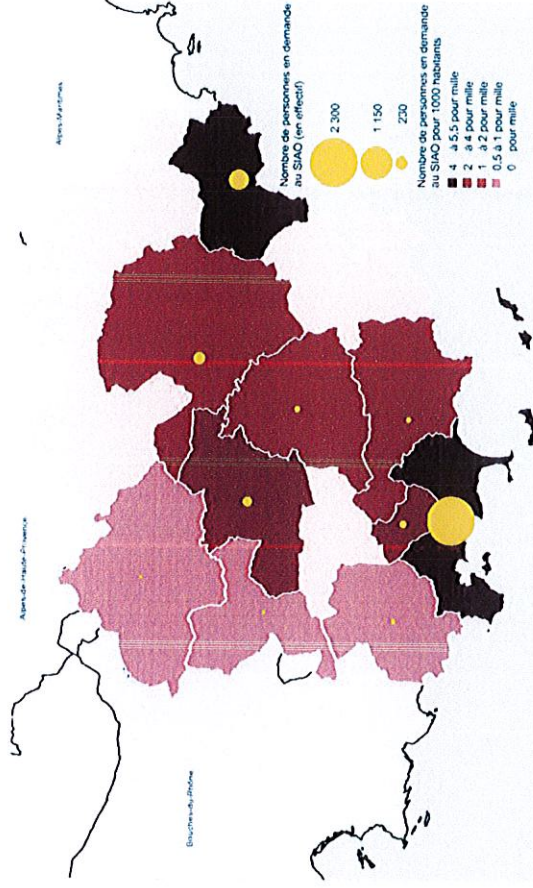 Alpes-de-Haute-Provence
Alpes-Maritimes
Bouches-du-Rhône
Nombre de personnes en demande
au SIAO (en effectif)
2 300
1 150
230
Nombre de personnes en demande
au SIAO pour 1000 habitants
4 à 5,5 pour mille
2 à 4 pour mille
1 à 2 pour mille
0,5 à 1 pour mille
0 pour mille